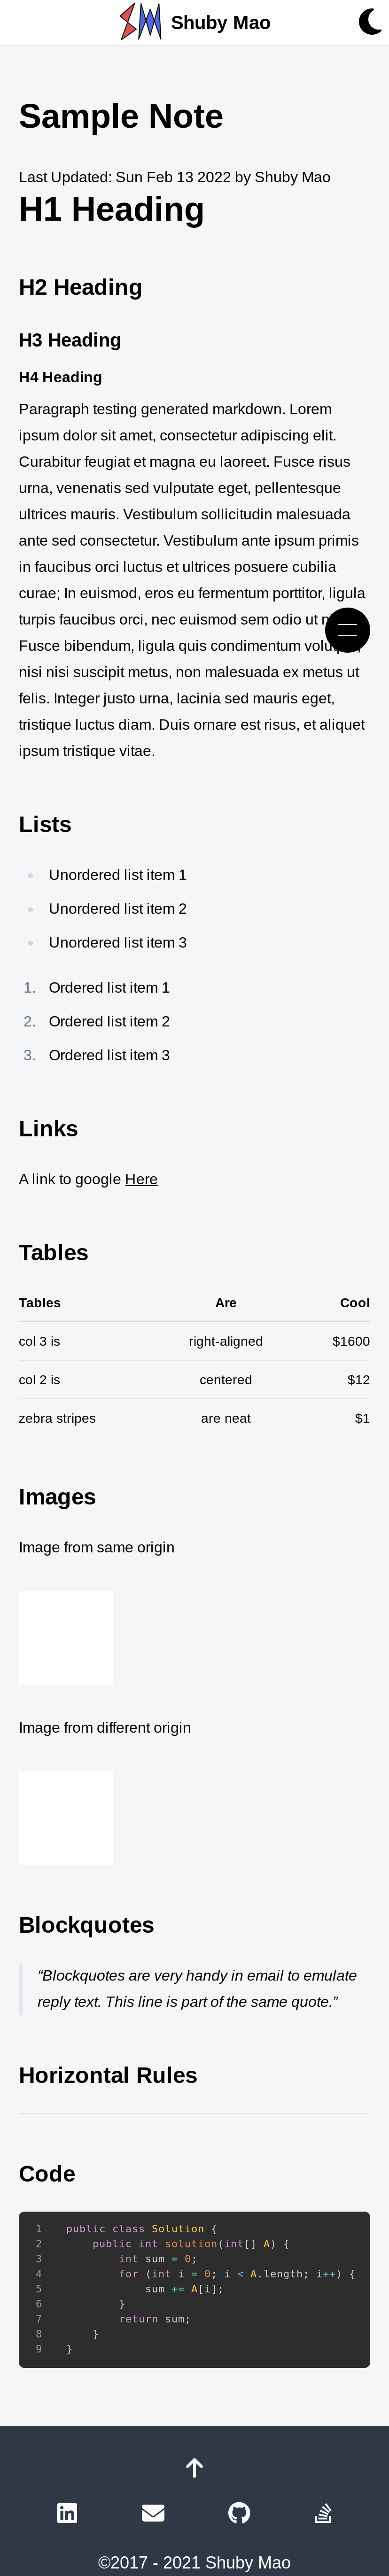 Shuby Mao
Sample Note
Last Updated: Sun Feb 13 2022 by Shuby Mao
H1 Heading
H2 Heading
H3 Heading
H4 Heading
Paragraph testing generated markdown. Lorem
ipsum dolor sit amet, consectetur adipiscing elit.
Curabitur feugiat et magna eu laoreet. Fusce risus
urna, venenatis sed vulputate eget, pellentesque
ultrices mauris. Vestibulum sollicitudin malesuada
ante sed consectetur. Vestibulum ante ipsum primis
in faucibus orci luctus et ultrices posuere cubilia
curae; In euismod, eros eu fermentum porttitor, ligula
turpis faucibus orci, nec euismod sem odio ut
Fusce bibendum, ligula quis condimentum
nisi nisi suscipit metus, non malesuada ex metus ut
felis. Integer justo urna, lacinia sed mauris eget,
tristique luctus diam. Duis ornare est risus, et aliquet
ipsum tristique vitae.
Lists
Unordered list item 1
Unordered list item 2
Unordered list item 3
1. Ordered list item 1
2. Ordered list item 2
3. Ordered list item 3
Links
A link to google Here
Tables
Tables Are Cool
col 3 is right-aligned $1600
col 2 is centered $12
zebra stripes are neat $1
Images
Image from same origin
Image from different origin
Blockquotes
“Blockquotes are very handy in email to emulate
reply text. This line is part of the same quote.”
Horizontal Rules
Code
1 public class Solution {
2     public int solution(int[] A) {
3         int sum = 0;
4         for (int i = 0; i < A.length; i++) {
5             sum += A[i];
6         }
7         return sum;
8     }
9 }
©2017 - 2021 Shuby Mao